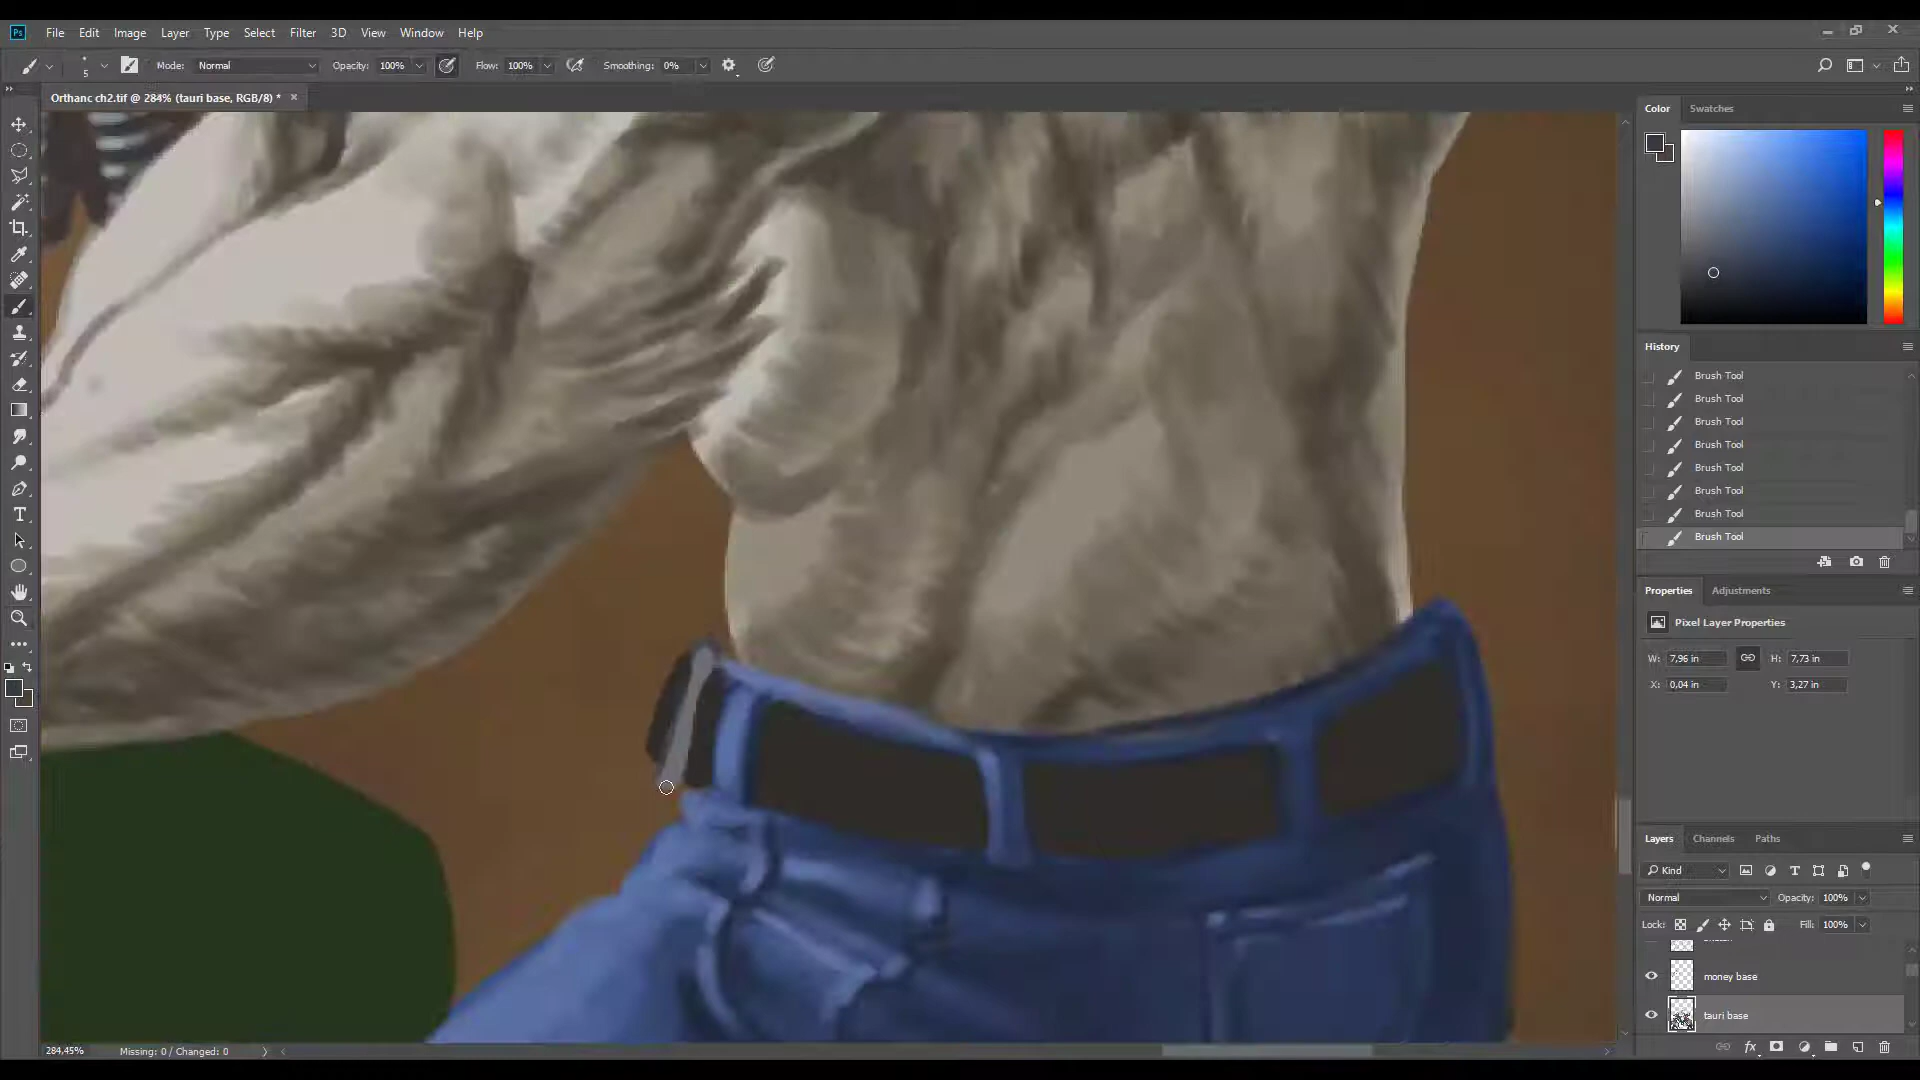 Ps File Edit Image Layer Type Select Filter 3D View Window Help
5 Mode: Normal Opacity: 100% Flow: 100% Smoothing: 0%
Orthanc ch2.tif @ 284% (tauri base, RGB/8) * ×
Color Swatches
History
Brush Tool
Brush Tool
Brush Tool
Brush Tool
Brush Tool
Brush Tool
Brush Tool
Brush Tool
Properties Adjustments
Pixel Layer Properties
W: 7,96 in H: 7,73 in
X: 0,04 in Y: 3,27 in
Layers Channels Paths
Kind
Normal Opacity: 100%
Lock: Fill: 100%
money base
tauri base
fx
284,45% Missing: 0 / Changed: 0